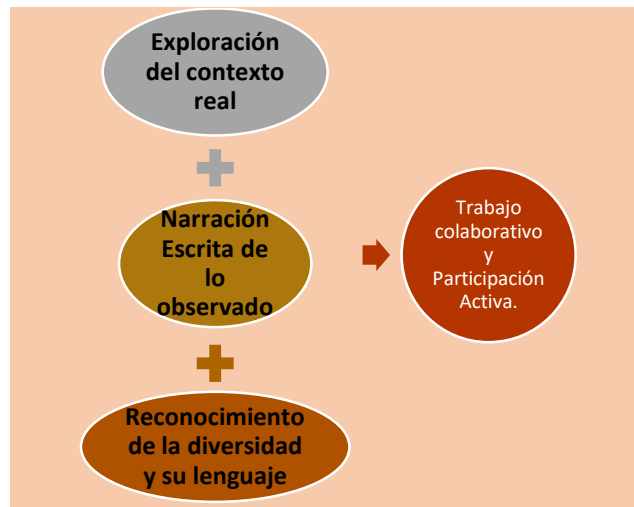 Exploración
del contexto
real
Narración
Escrita de
lo
observado
Reconocimiento
de la diversidad
y su lenguaje
Trabajo
colaborativo
y
Participación
Activa.